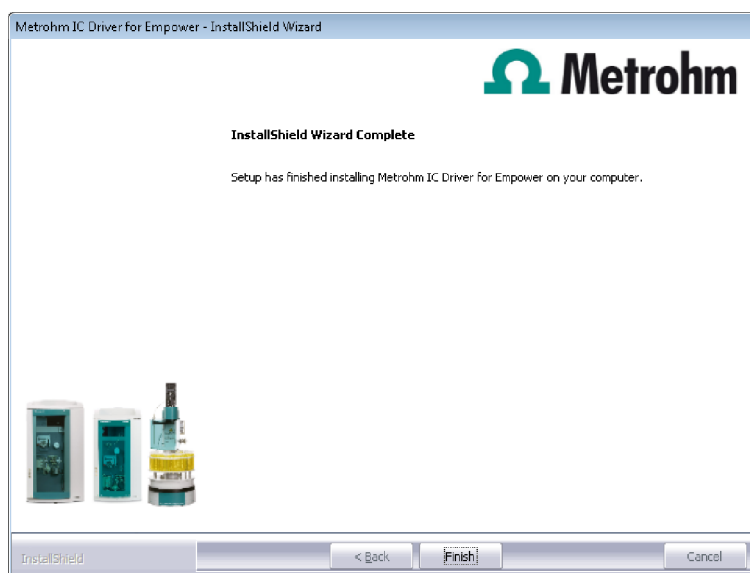 Metrohm IC Driver for Empower - InstallShield Wizard
Metrohm
InstallShield Wizard Complete
Setup has finished installing Metrohm IC Driver for Empower on your computer.
InstallShield
< Back
Finish
Cancel